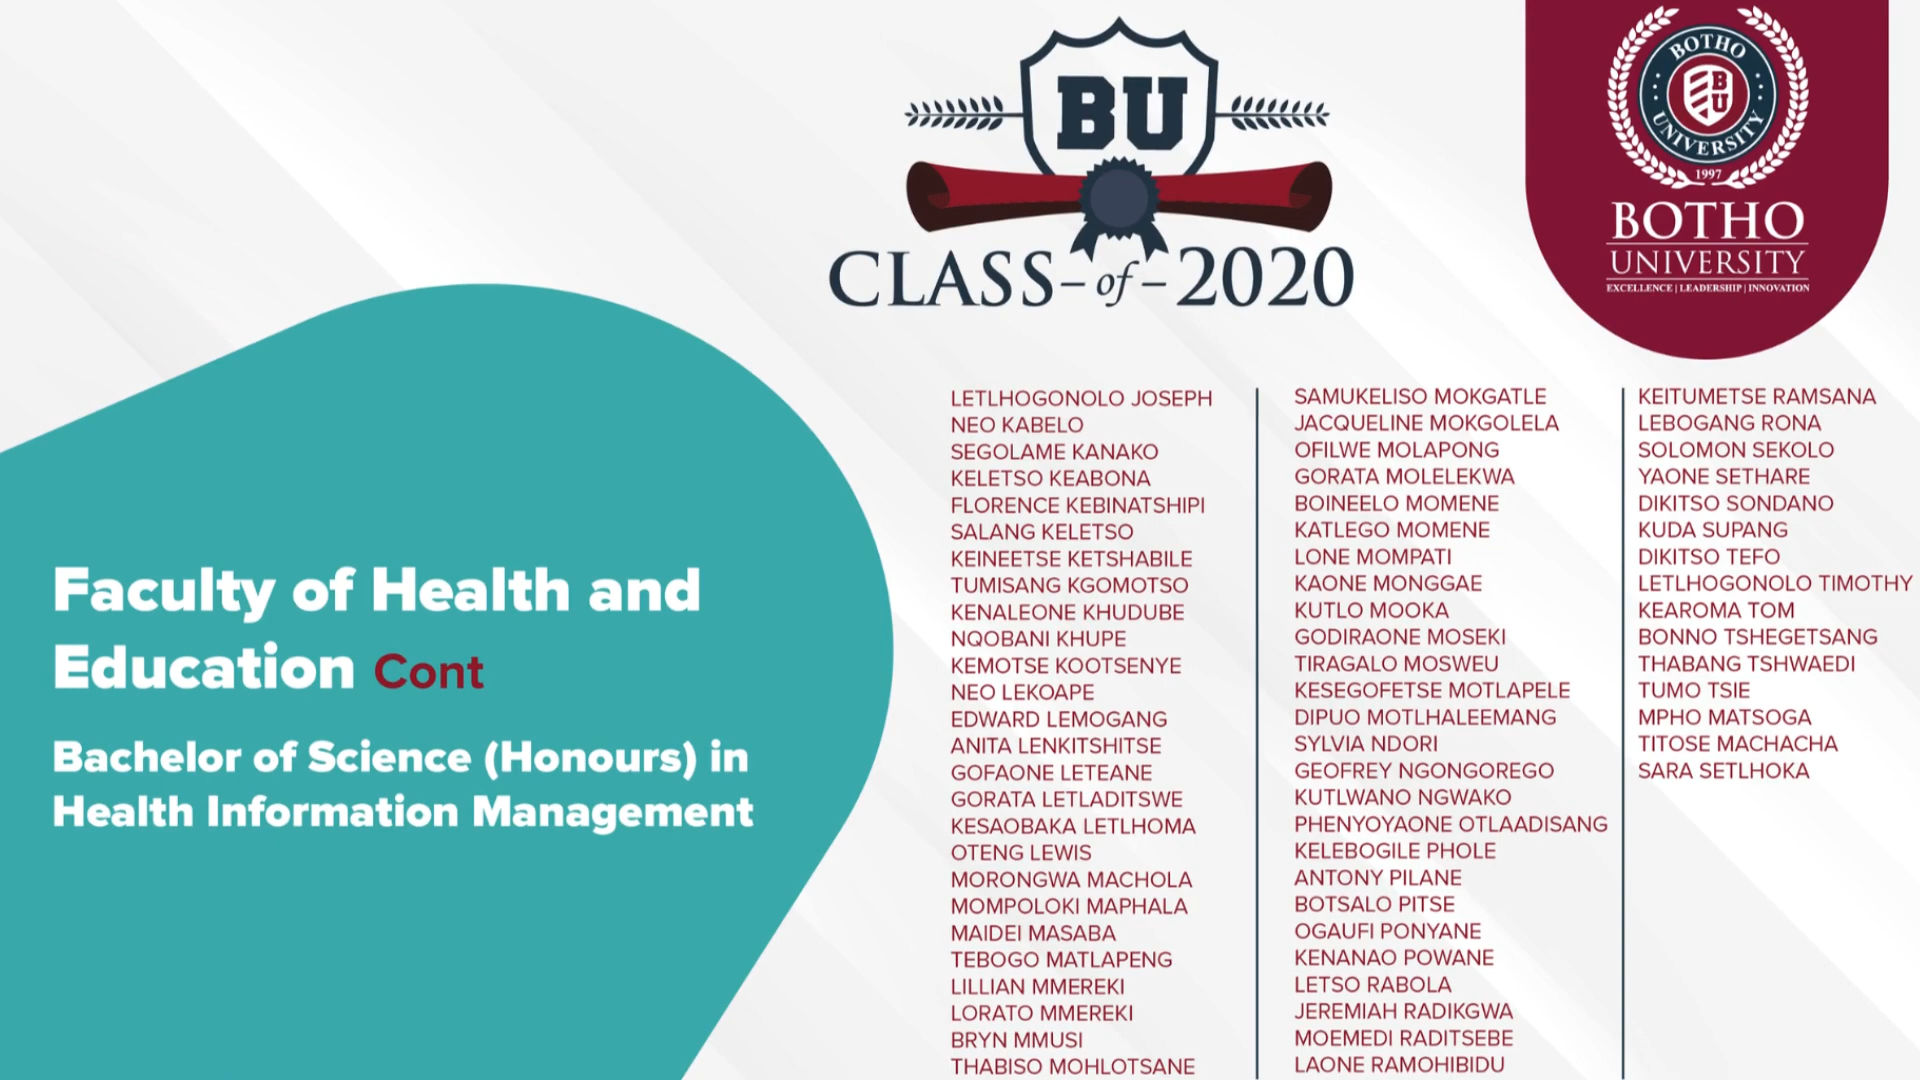 BU
CLASS-of-2020
BOTHO
UNIVERSITY
BU
1997
BOTHO
UNIVERSITY
EXCELLENCE | LEADERSHIP | INNOVATION
Faculty of Health and
Education Cont
Bachelor of Science (Honours) in
Health Information Management
LETLHOGONOLO JOSEPH
NEO KABELO
SEGOLAME KANAKO
KELETSO KEABONA
FLORENCE KEBINATSHIPI
SALANG KELETSO
KEINEETSE KETSHABILE
TUMISANG KGOMOTSO
KENALEONE KHUDUBE
NQOBANI KHUPE
KEMOTSE KOOTSENYE
NEO LEKOAPE
EDWARD LEMOGANG
ANITA LENKITSHITSE
GOFAONE LETEANE
GORATA LETLADITSWE
KESAOBAKA LETLHOMA
OTENG LEWIS
MORONGWA MACHOLA
MOMPOLOKI MAPHALA
MAIDEI MASABA
TEBOGO MATLAPENG
LILLIAN MMEREKI
LORATO MMEREKI
BRYN MMUSI
THABISO MOHLOTSANE
SAMUKELISO MOKGATLE
JACQUELINE MOKGOLELA
OFILWE MOLAPONG
GORATA MOLELEKWA
BOINEELO MOMENE
KATLEGO MOMENE
LONE MOMPATI
KAONE MONGGAE
KUTLO MOOKA
GODIRAONE MOSEKI
TIRAGALO MOSWEU
KESEGOFETSE MOTLAPELE
DIPUO MOTLHALEEMANG
SYLVIA NDORI
GEOFREY NGONGOREGO
KUTLWANO NGWAKO
PHENYOYAONE OTLAADISANG
KELEBOGILE PHOLE
ANTONY PILANE
BOTSALO PITSE
OGAUFI PONYANE
KENANAO POWANE
LETSO RABOLA
JEREMIAH RADIKGWA
MOEMEDI RADITSEBE
LAONE RAMOHIBIDU
KEITUMETSE RAMSANA
LEBOGANG RONA
SOLOMON SEKOLO
YAONE SETHARE
DIKITSO SONDANO
KUDA SUPANG
DIKITSO TEFO
LETLHOGONOLO TIMOTHY
KEAROMA TOM
BONNO TSHEGETSANG
THABANG TSHWAEDI
TUMO TSIE
MPHO MATSOGA
TITOSE MACHACHA
SARA SETLHOKA